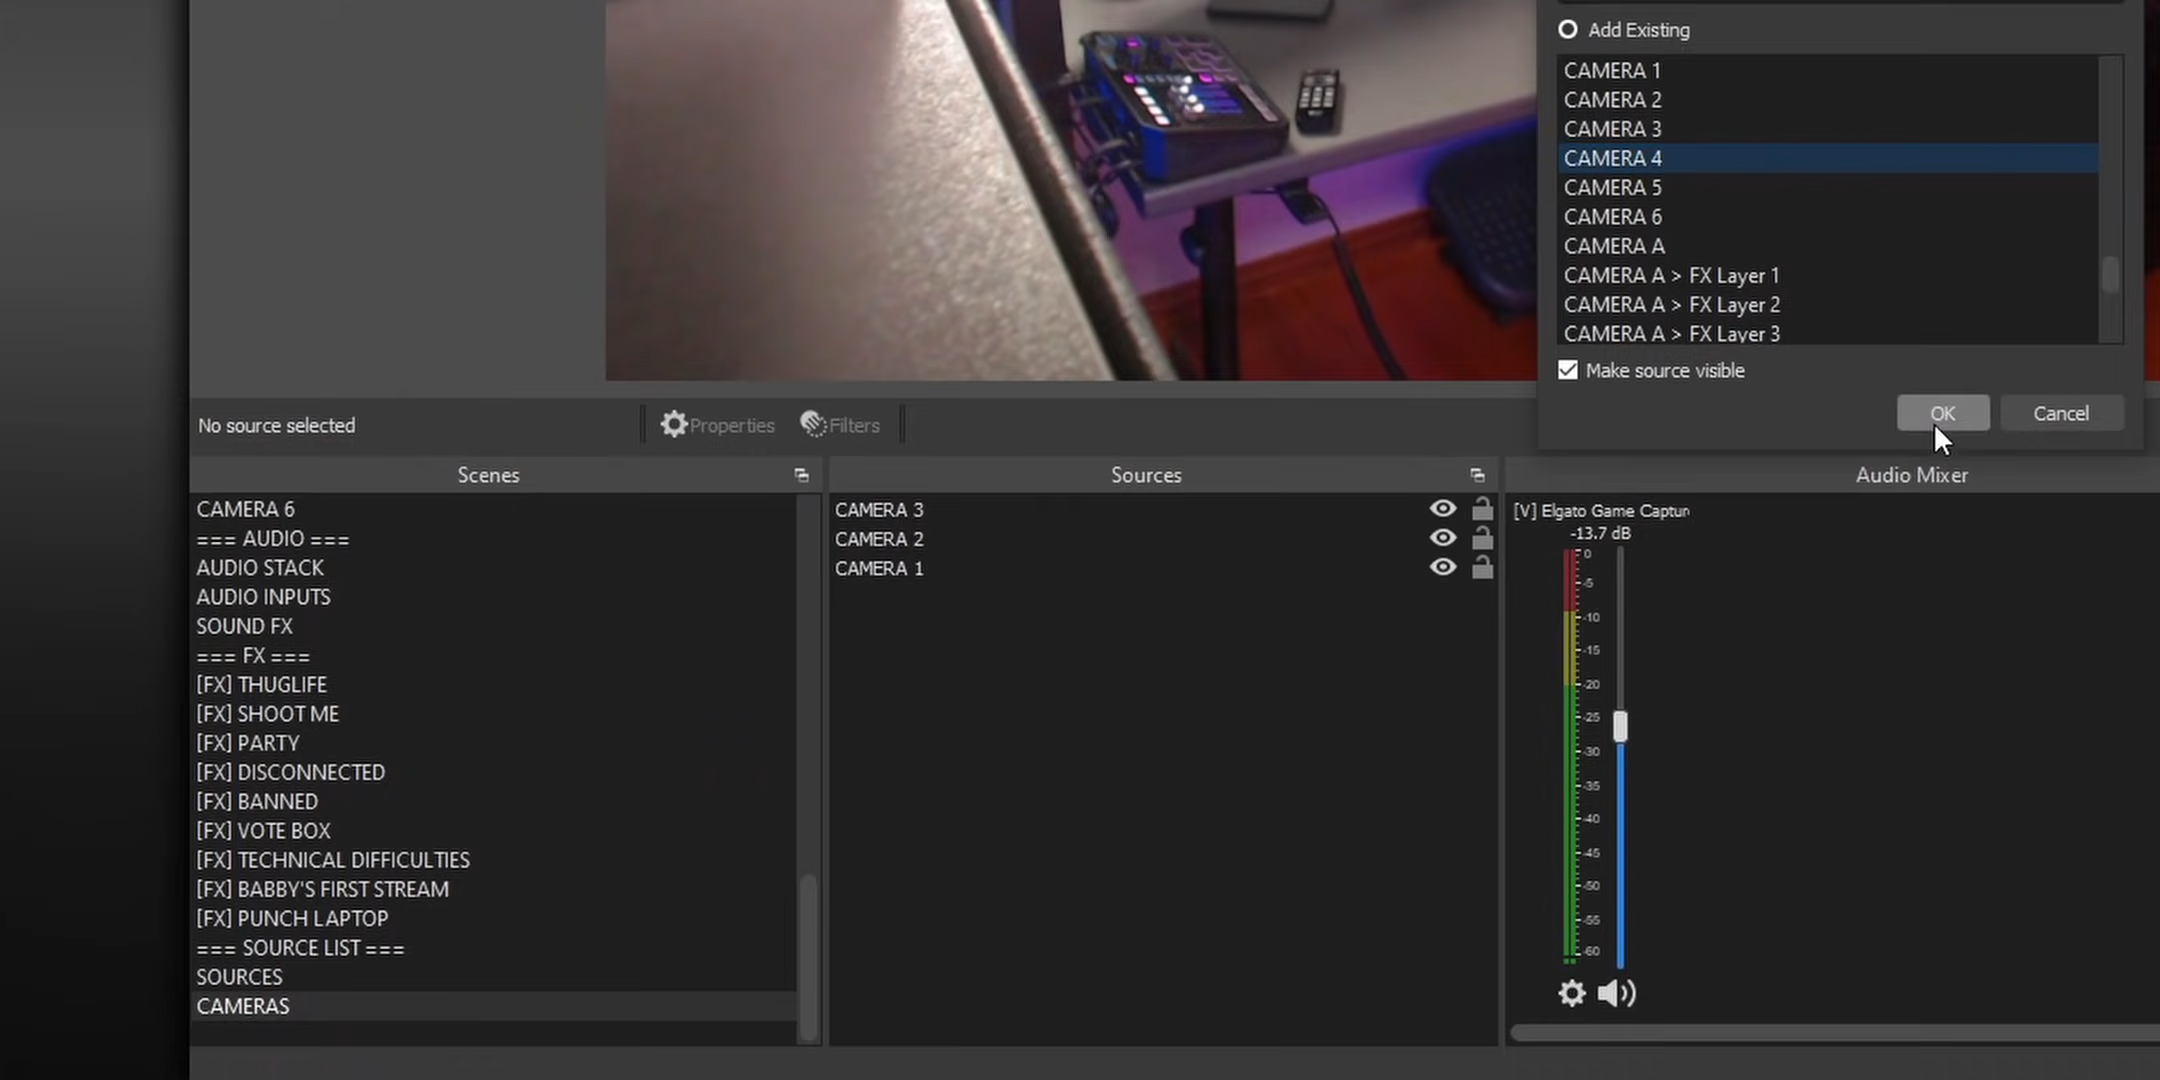 Add Existing
CAMERA 1
CAMERA 2
CAMERA 3
CAMERA 4
CAMERA 5
CAMERA 6
CAMERA A
CAMERA A > FX Layer 1
CAMERA A > FX Layer 2
CAMERA A > FX Layer 3
Make source visible
OK
Cancel
No source selected
Properties
Filters
Scenes
CAMERA 6
=== AUDIO ===
AUDIO STACK
AUDIO INPUTS
SOUND FX
=== FX ===
[FX] THUGLIFE
[FX] SHOOT ME
[FX] PARTY
[FX] DISCONNECTED
[FX] BANNED
[FX] VOTE BOX
[FX] TECHNICAL DIFFICULTIES
[FX] BABBY'S FIRST STREAM
[FX] PUNCH LAPTOP
=== SOURCE LIST ===
SOURCES
CAMERAS
Sources
CAMERA 3
CAMERA 2
CAMERA 1
Audio Mixer
[V] Elgato Game Captur
-13.7 dB
0
-5
-10
-15
-20
-25
-30
-35
-40
-45
-50
-55
-60